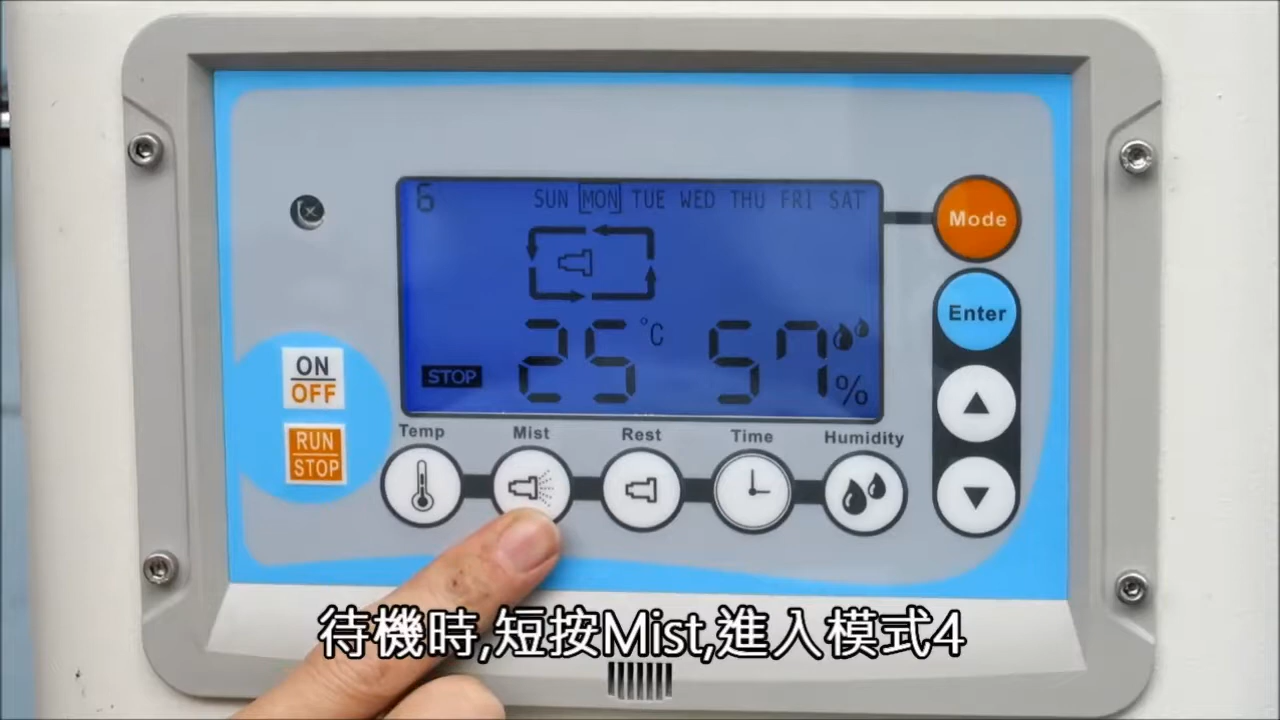 6 SUN MON TUE WED THU FRI SAT
Mode
Enter
25 °C 57 %
STOP
ON
OFF
RUN
STOP
Temp Mist Rest Time Humidity
待機時,短按Mist,進入模式4